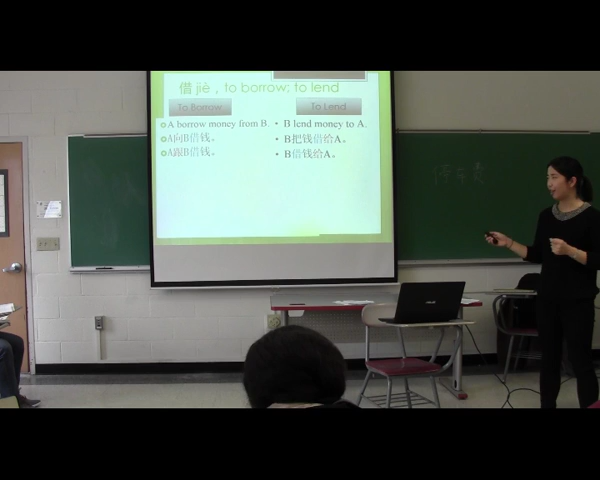 借 jiè , to borrow; to lend
To Borrow
To Lend
A borrow money from B.
A向B借钱。
A跟B借钱。
B lend money to A.
B把钱借给A。
B借钱给A。
ASUS